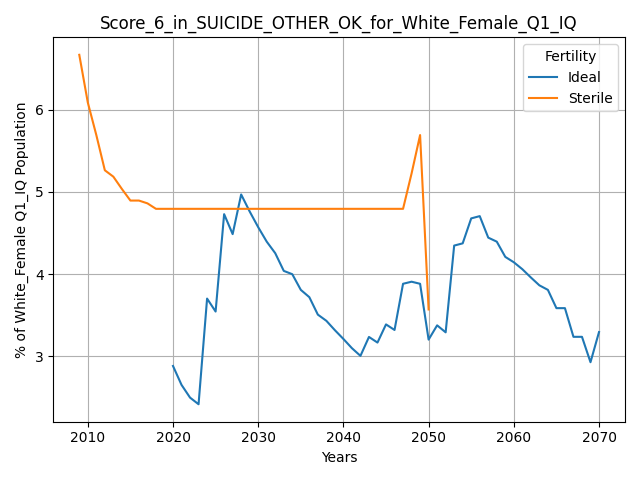 Score_6_in_SUICIDE_OTHER_OK_for_White_Female_Q1_IQ
Fertility
Ideal
Sterile
% of White_Female Q1_IQ Population
6
5
4
3
2010 2020 2030 2040 2050 2060 2070
Years